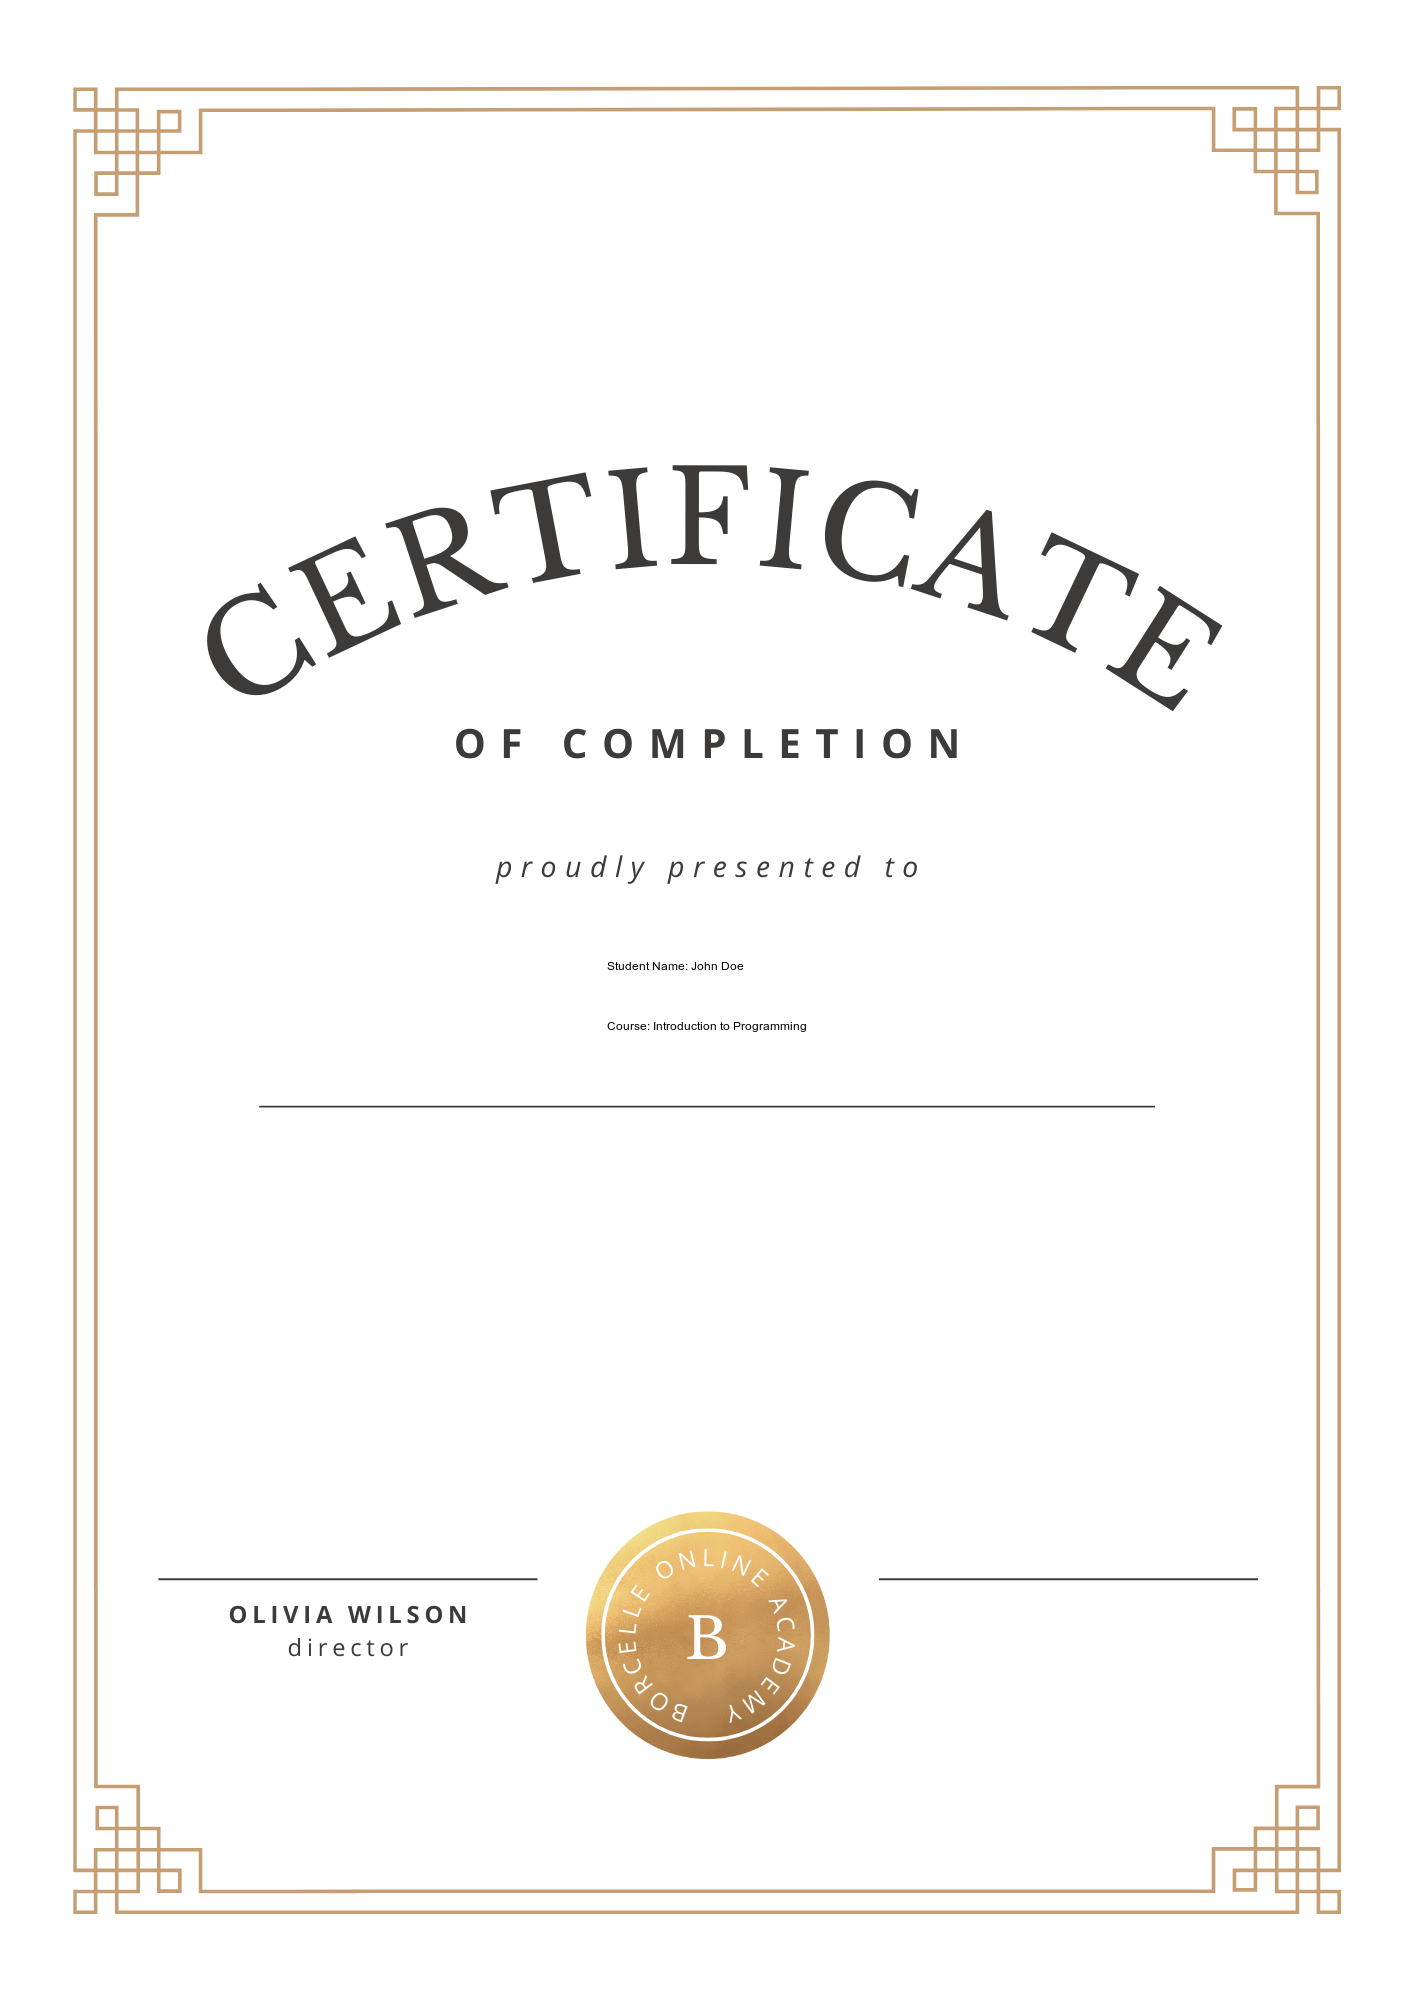 CERTIFICATE
OF COMPLETION
proudly presented to
Student Name: John Doe
Course: Introduction to Programming
OLIVIA WILSON
director
BORCELLE ONLINE ACADEMY
B